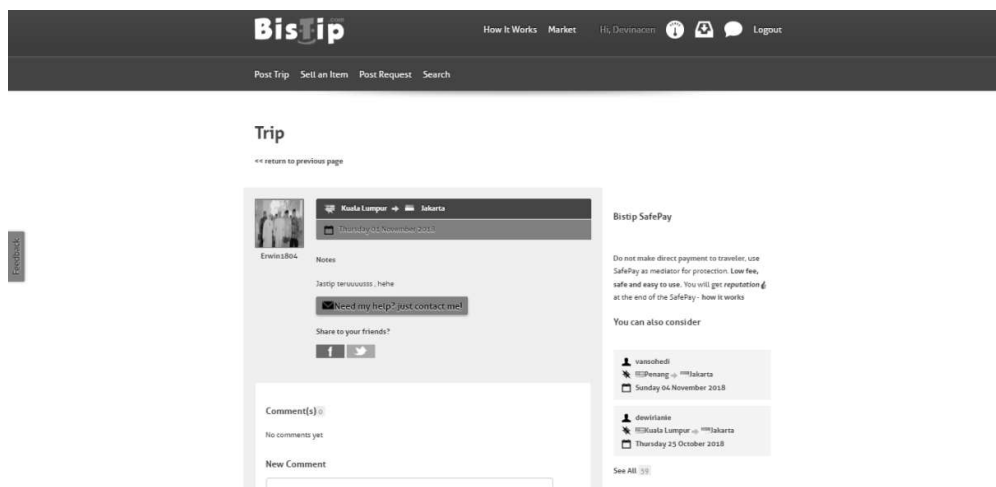 BisTip.com
How It Works Market Hi, Devinacen Logout
Post Trip Sell an Item Post Request Search
Trip
<< return to previous page
Feedback
Erwin1804
Kuala Lumpur Jakarta
Thursday 01 November 2018
Notes
Jastip teruuuutss , hehe
Need my help? just contact me!
Share to your friends?
Comment(s) 0
No comments yet
New Comment
Bistip SafePay
Do not make direct payment to traveler, use
SafePay as mediator for protection. Low fee,
safe and easy to use. You will get reputation
at the end of the SafePay - how it works
You can also consider
vansohedi
Penang Jakarta
Sunday 04 November 2018
dewirianie
Kuala Lumpur Jakarta
Thursday 25 October 2018
See All 59